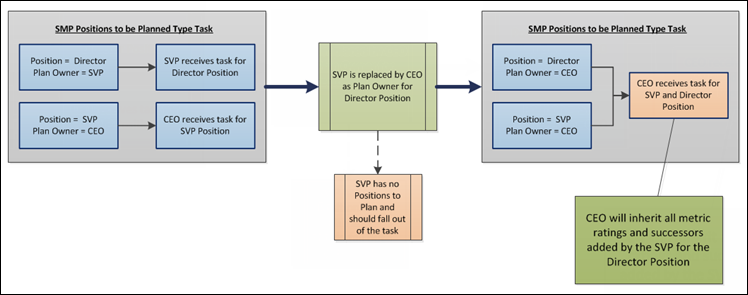 SMP Positions to be Planned Type Task
Position = Director
Plan Owner = SVP
SVP receives task for
Director Position
Position = SVP
Plan Owner = CEO
CEO receives task for
SVP Position
SVP is replaced by CEO
as Plan Owner for
Director Position
SVP has no
Positions to
Plan and
should fall out
of the task
SMP Positions to be Planned Type Task
Position = Director
Plan Owner = CEO
Position = SVP
Plan Owner = CEO
CEO receives task for
SVP and Director
Position
CEO will inherit all metric
ratings and successors
added by the SVP for the
Director Position